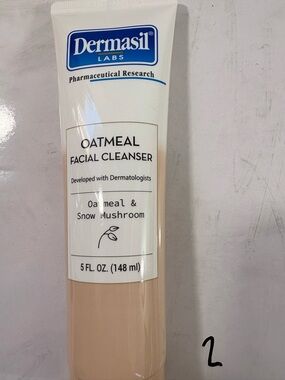 Dermasil
LABS
Pharmaceutical Research
OATMEAL
FACIAL CLEANSER
Developed with Dermatologists
Oatmeal &
Snow Mushroom
5 FL. OZ. (148 ml)
2